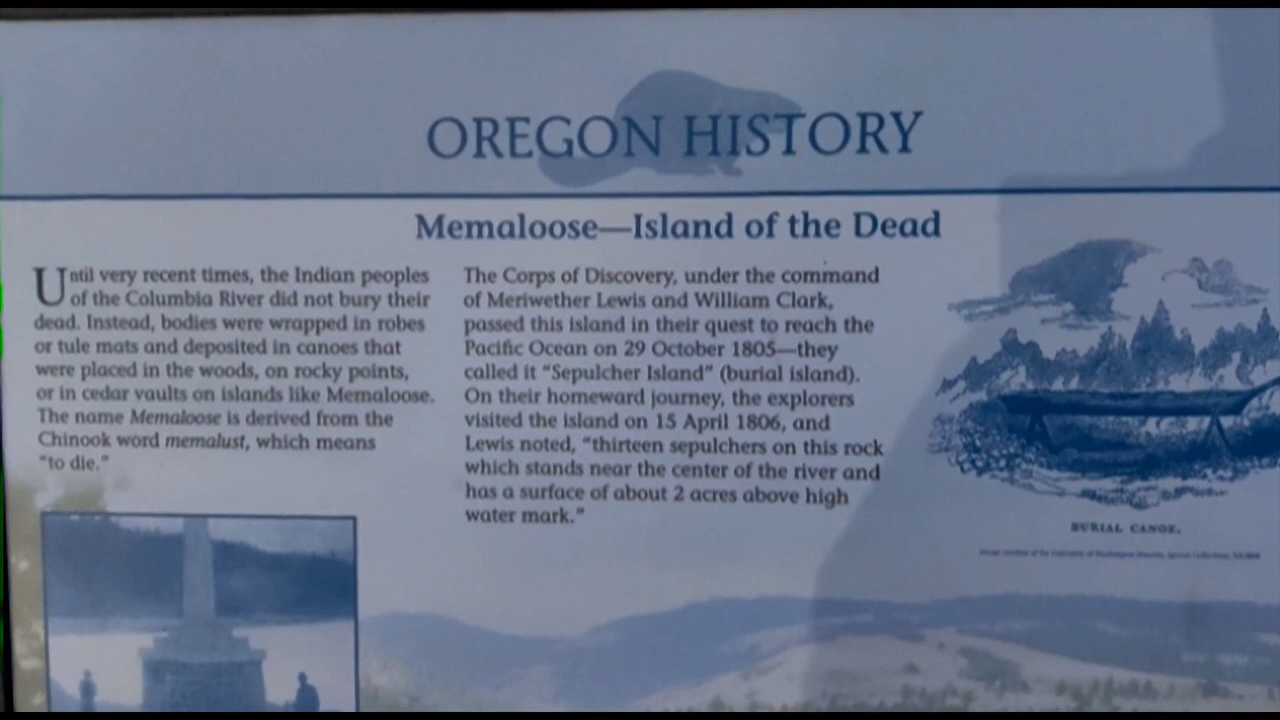 OREGON HISTORY
Memaloose—Island of the Dead
Until very recent times, the Indian peoples
of the Columbia River did not bury their
dead. Instead, bodies were wrapped in robes
or tule mats and deposited in canoes that
were placed in the woods, on rocky points,
or in cedar vaults on islands like Memaloose.
The name Memaloose is derived from the
Chinook word memalust, which means
“to die.”
The Corps of Discovery, under the command
of Meriwether Lewis and William Clark,
passed this island in their quest to reach the
Pacific Ocean on 29 October 1805—they
called it “Sepulcher Island” (burial island).
On their homeward journey, the explorers
visited the island on 15 April 1806, and
Lewis noted, “thirteen sepulchers on this rock
which stands near the center of the river and
has a surface of about 2 acres above high
water mark.”
BURIAL CANOE.